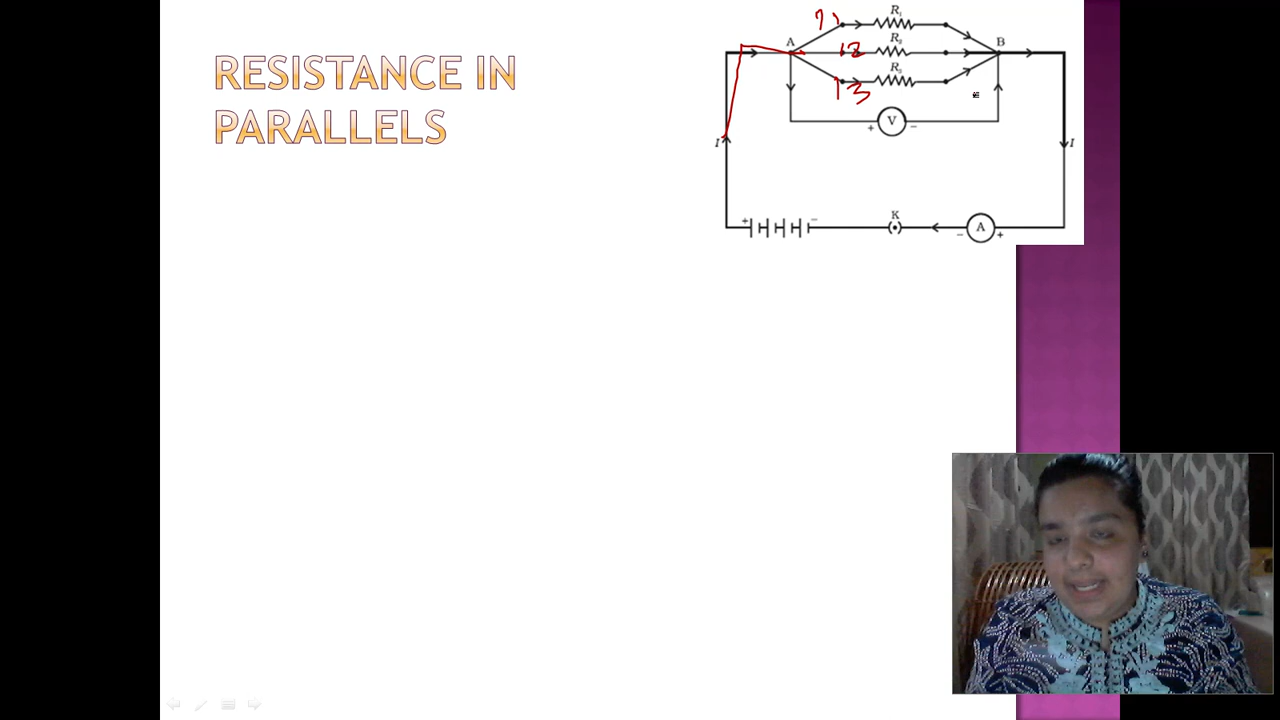 RESISTANCE IN
PARALLELS
R1
I1
A
R2
B
I2
R3
I3
+ V −
I
I
+ −
K
− A +